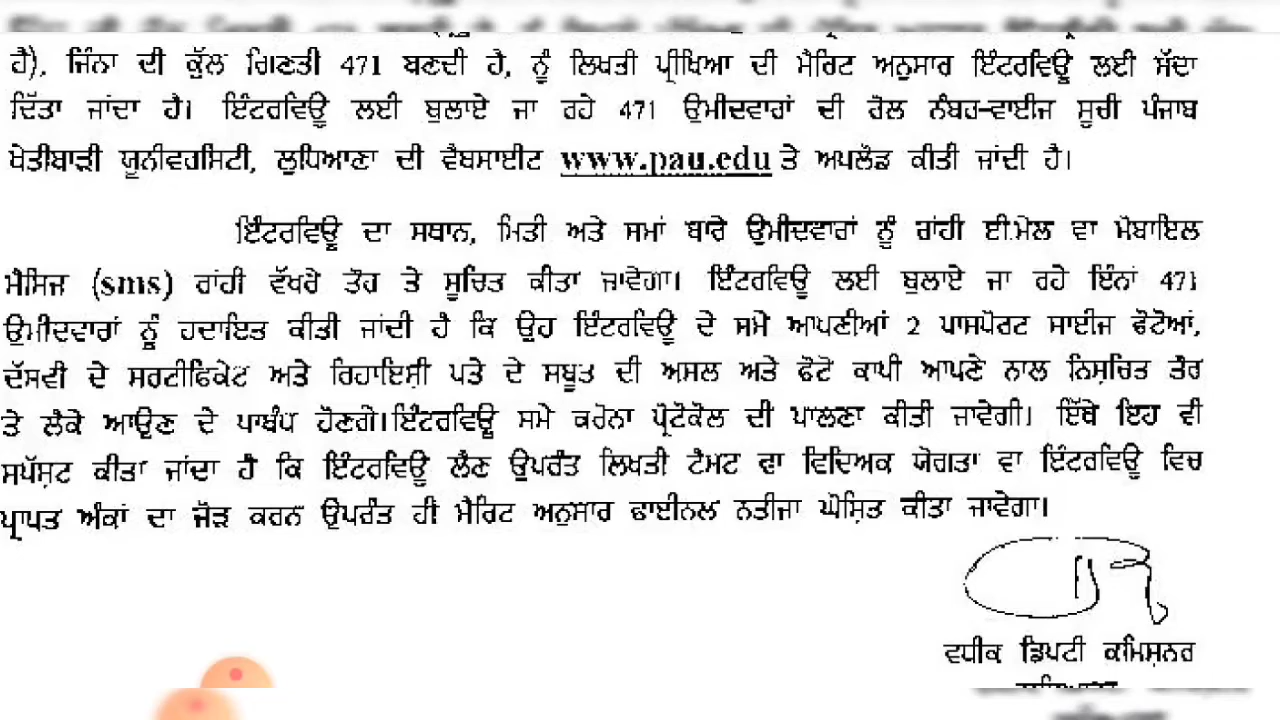 ਹੈ), ਜਿੰਨਾ ਦੀ ਕੁੱਲ ਗਿਣਤੀ 471 ਬਣਦੀ ਹੈ, ਨੂੰ ਲਿਖਤੀ ਪ੍ਰੀਖਿਆ ਦੀ ਮੈਰਿਟ ਅਨੁਸਾਰ ਇੰਟਰਵਿਊ ਲਈ ਸੱਦਾ
ਦਿੱਤਾ ਜਾਂਦਾ ਹੈ। ਇੰਟਰਵਿਊ ਲਈ ਬੁਲਾਏ ਜਾ ਰਹੇ 471 ਉਮੀਦਵਾਰਾਂ ਦੀ ਰੋਲ ਨੰਬਰ-ਵਾਈਜ ਸੂਚੀ ਪੰਜਾਬ
ਖੇਤੀਬਾੜੀ ਯੂਨੀਵਰਸਿਟੀ, ਲੁਧਿਆਣਾ ਦੀ ਵੈਬਸਾਈਟ www.pau.edu ਤੇ ਅਪਲੋਡ ਕੀਤੀ ਜਾਂਦੀ ਹੈ।
ਇੰਟਰਵਿਊ ਦਾ ਸਥਾਨ, ਮਿਤੀ ਅਤੇ ਸਮਾਂ ਬਾਰੇ ਉਮੀਦਵਾਰਾਂ ਨੂੰ ਰਾਂਹੀ ਈ.ਮੇਲ ਵਾ ਮੋਬਾਇਲ
ਮੈਸਿਜ (sms) ਰਾਂਹੀ ਵੱਖਰੇ ਤੌਰ ਤੇ ਸੂਚਿਤ ਕੀਤਾ ਜਾਵੇਗਾ। ਇੰਟਰਵਿਊ ਲਈ ਬੁਲਾਏ ਜਾ ਰਹੇ ਇੰਨਾਂ 471
ਉਮੀਦਵਾਰਾਂ ਨੂੰ ਹਦਾਇਤ ਕੀਤੀ ਜਾਂਦੀ ਹੈ ਕਿ ਉਹ ਇੰਟਰਵਿਊ ਦੇ ਸਮੇ ਆਪਣੀਆਂ 2 ਪਾਸਪੋਰਟ ਸਾਈਜ ਫੋਟੋਆਂ,
ਦੱਸਵੀ ਦੇ ਸਰਟੀਫਿਕੇਟ ਅਤੇ ਰਿਹਾਇਸ਼ੀ ਪਤੇ ਦੇ ਸਬੂਤ ਦੀ ਅਸਲ ਅਤੇ ਫੋਟੋ ਕਾਪੀ ਆਪਣੇ ਨਾਲ ਨਿਸ਼ਚਿਤ ਤੌਰ
ਤੇ ਲੈਕੇ ਆਉਣ ਦੇ ਪਾਬੰਧ ਹੋਣਗੇ। ਇੰਟਰਵਿਊ ਸਮੇ ਕਰੋਨਾ ਪ੍ਰੋਟੋਕੋਲ ਦੀ ਪਾਲਣਾ ਕੀਤੀ ਜਾਵੇਗੀ। ਇੱਥੇ ਇਹ ਵੀ
ਸਪੱਸ਼ਟ ਕੀਤਾ ਜਾਂਦਾ ਹੈ ਕਿ ਇੰਟਰਵਿਊ ਲੈਣ ਉਪਰੰਤ ਲਿਖਤੀ ਟੈਸਟ ਵਾ ਵਿਦਿਅਕ ਯੋਗਤਾ ਵਾ ਇੰਟਰਵਿਊ ਵਿਚ
ਪ੍ਰਾਪਤ ਅੰਕਾਂ ਦਾ ਜੋੜ ਕਰਨ ਉਪਰੰਤ ਹੀ ਮੈਰਿਟ ਅਨੁਸਾਰ ਫਾਈਨਲ ਨਤੀਜਾ ਘੋਸ਼ਿਤ ਕੀਤਾ ਜਾਵੇਗਾ।
ਵਧੀਕ ਡਿਪਟੀ ਕਮਿਸ਼ਨਰ